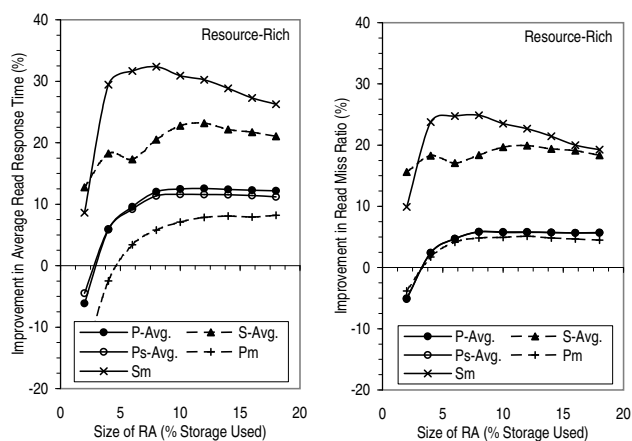 Improvement in Average Read Response Time (%)
40
30
20
10
0
-10
-20
Resource-Rich
P-Avg.
S-Avg.
Ps-Avg.
Pm
Sm
0
5
10
15
20
Size of RA (% Storage Used)
Improvement in Read Miss Ratio (%)
40
30
20
10
0
-10
-20
Resource-Rich
P-Avg.
S-Avg.
Ps-Avg.
Pm
Sm
0
5
10
15
20
Size of RA (% Storage Used)